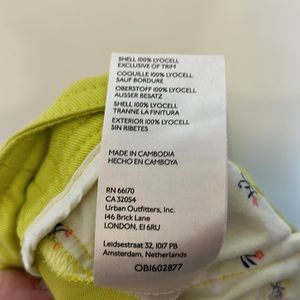 SHELL 100% LYOCELL
EXCLUSIVE OF TRIM
COQUILLE 100% LYOCELL
SAUF BORDURE
OBERSTOFF 100% LYOCELL
AUSSER BESATZ
SHELL 100% LYOCELL
TRANNE LA FINITURA
EXTERIOR 100% LYOCELL
SIN RIBETES
MADE IN CAMBODIA
HECHO EN CAMBOYA
RN 66170
CA 32054
Urban Outfitters, Inc.
146 Brick Lane
LONDON, E1 6RU
Leidsestraat 32, 1017 PB
Amsterdam, Netherlands
OB1602877